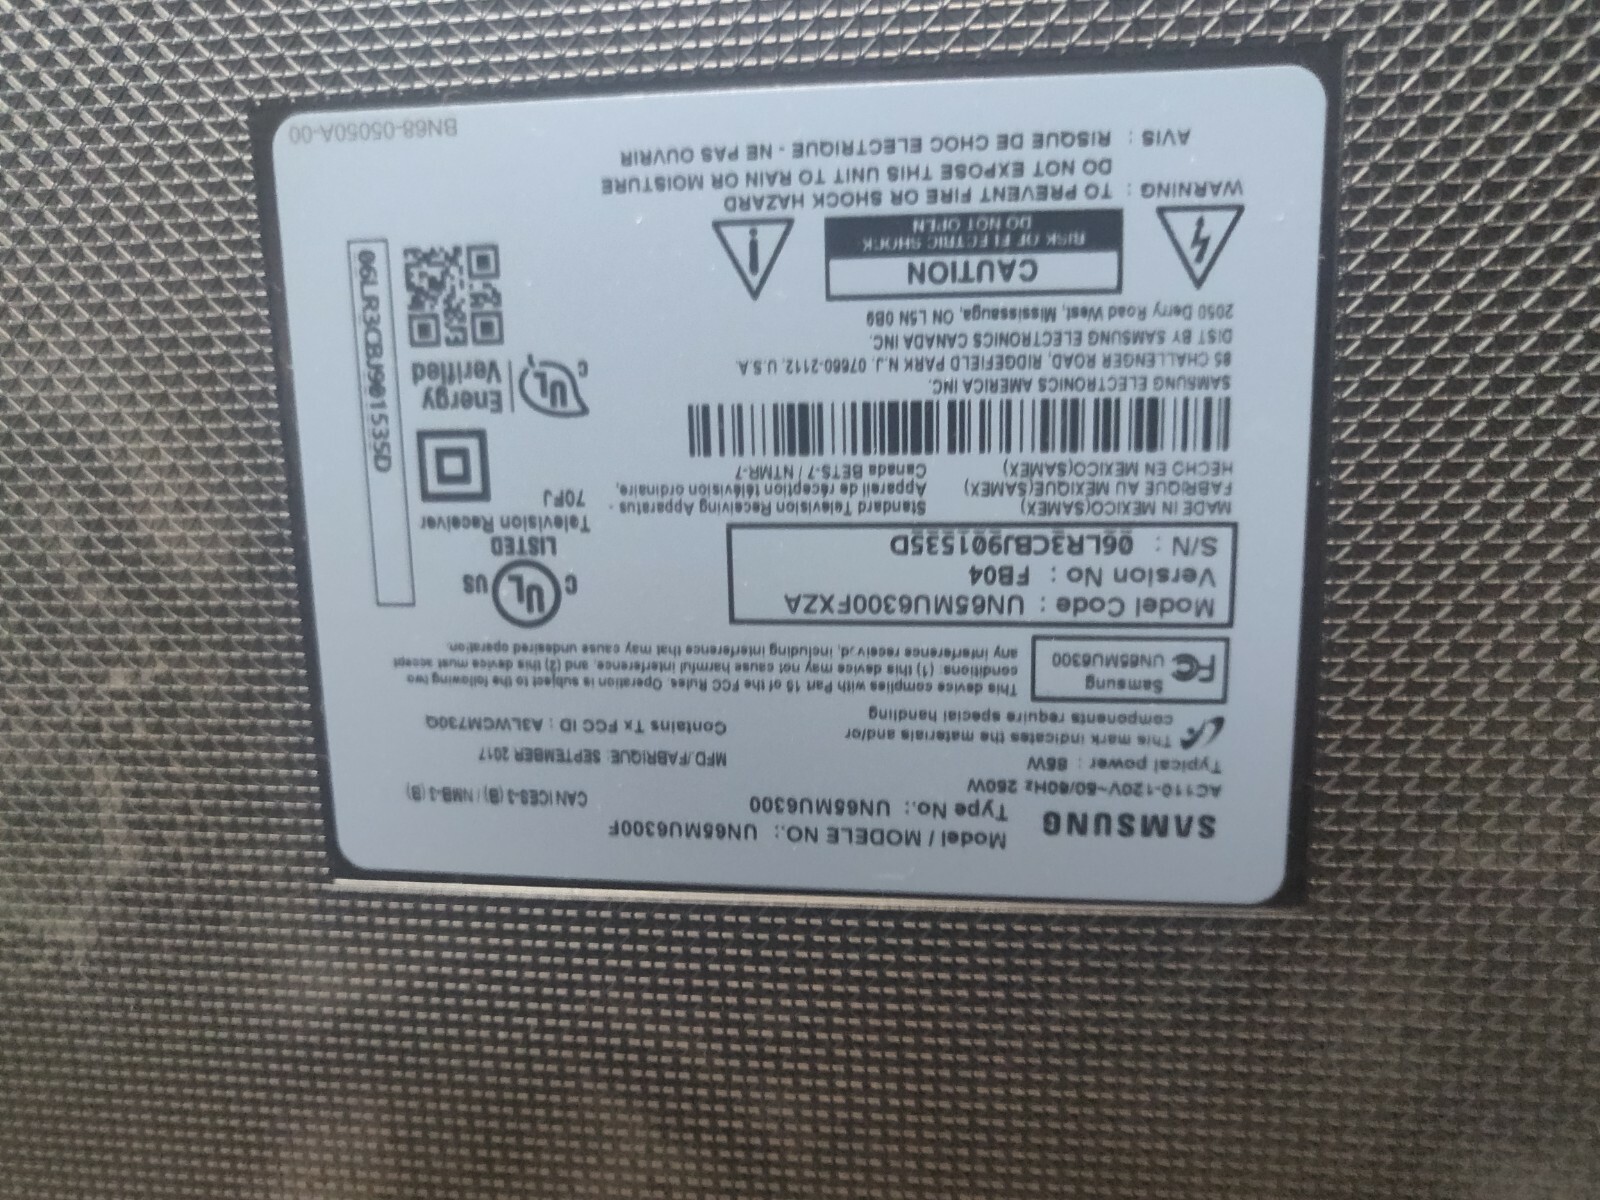 SAMSUNG
Model / MODELE NO.: UN65MU6300F
Type No.: UN65MU6300
AC110-120V~50/60Hz 250W
Typical power : 85W
CAN ICES-3 (B) / NMB-3 (B)
MFD./FABRIQUE: SEPTEMBER 2017
This mark indicates the materials and/or
components require special handling
Contains Tx FCC ID : A3LWCM730Q
Samsung
FC UN65MU6300
This device complies with Part 15 of the FCC Rules. Operation is subject to the following two
conditions: (1) this device may not cause harmful interference, and (2) this device must accept
any interference receiv.d, including interference that may cause undesired operation.
Model Code : UN65MU6300FXZA
Version No : FB04
S/N : 06LR3CBJ901535D
C UL US
LISTED
Television Receiver
70FJ
MADE IN MEXICO(SAMEX)
FABRIQUE AU MEXIQUE(SAMEX)
HECHO EN MEXICO(SAMEX)
Standard Television Receiving Apparatus -
Appareil de réception télévision ordinaire,
Canada BETS-7 / NTMR-7
SAMSUNG ELECTRONICS AMERICA INC.
85 CHALLENGER ROAD, RIDGEFIELD PARK N.J. 07660-2112, U.S.A.
DIST BY SAMSUNG ELECTRONICS CANADA INC.
2050 Derry Road West, Mississauga, ON L5N 0B9
C UL
Energy
Verified
06LR3CBJ901535D
CAUTION
RISK OF ELECTRIC SHOCK
DO NOT OPEN
WARNING : TO PREVENT FIRE OR SHOCK HAZARD
DO NOT EXPOSE THIS UNIT TO RAIN OR MOISTURE
AVIS : RISQUE DE CHOC ELECTRIQUE - NE PAS OUVRIR
BN68-05050A-00